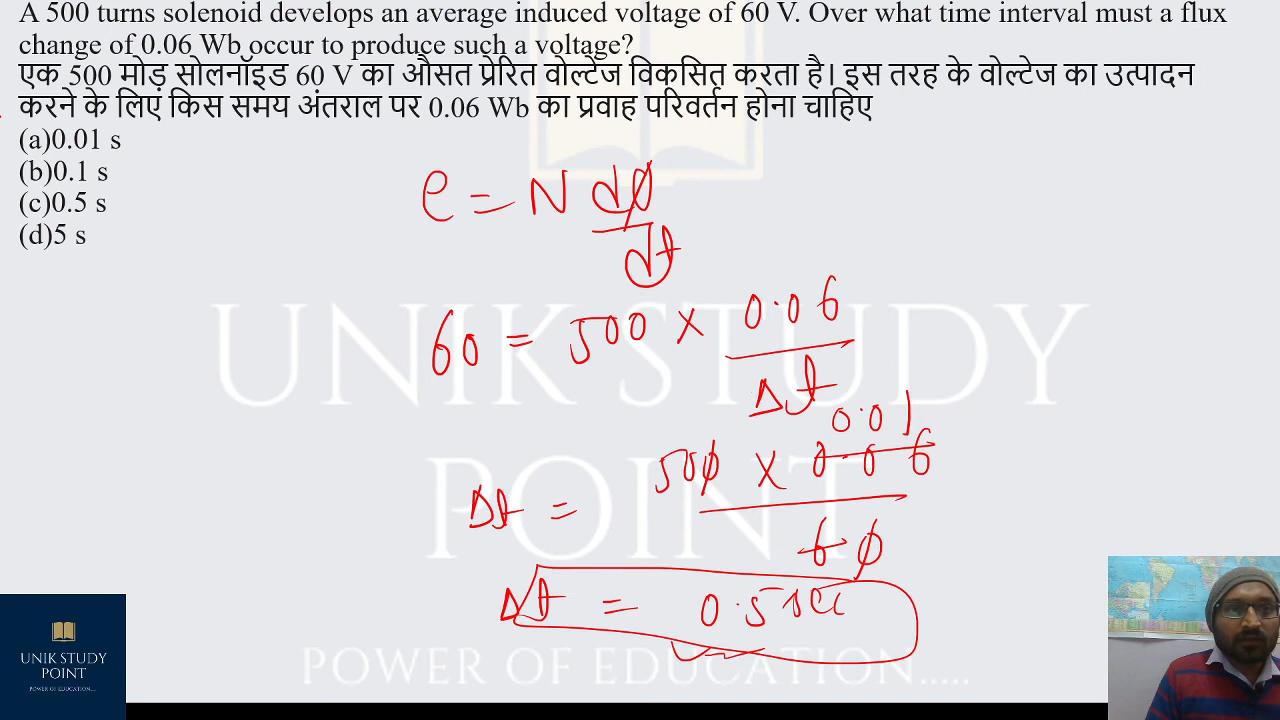 A 500 turns solenoid develops an average induced voltage of 60 V. Over what time interval must a flux
change of 0.06 Wb occur to produce such a voltage?
एक 500 मोड़ सोलनॉइड 60 V का औसत प्रेरित वोल्टेज विकसित करता है। इस तरह के वोल्टेज का उत्पादन
करने के लिए किस समय अंतराल पर 0.06 Wb का प्रवाह परिवर्तन होना चाहिए
(a)0.01 s
(b)0.1 s
(c)0.5 s
(d)5 s
e = N dφ
dt
60 = 500 × 0.06
Δt
0.01
Δt = 500 × 0.06
60
Δt = 0.5 sec
UNIK STUDY
POINT
POWER OF EDUCATION.....
UNIK STUDY
POINT
POWER OF EDUCATION....